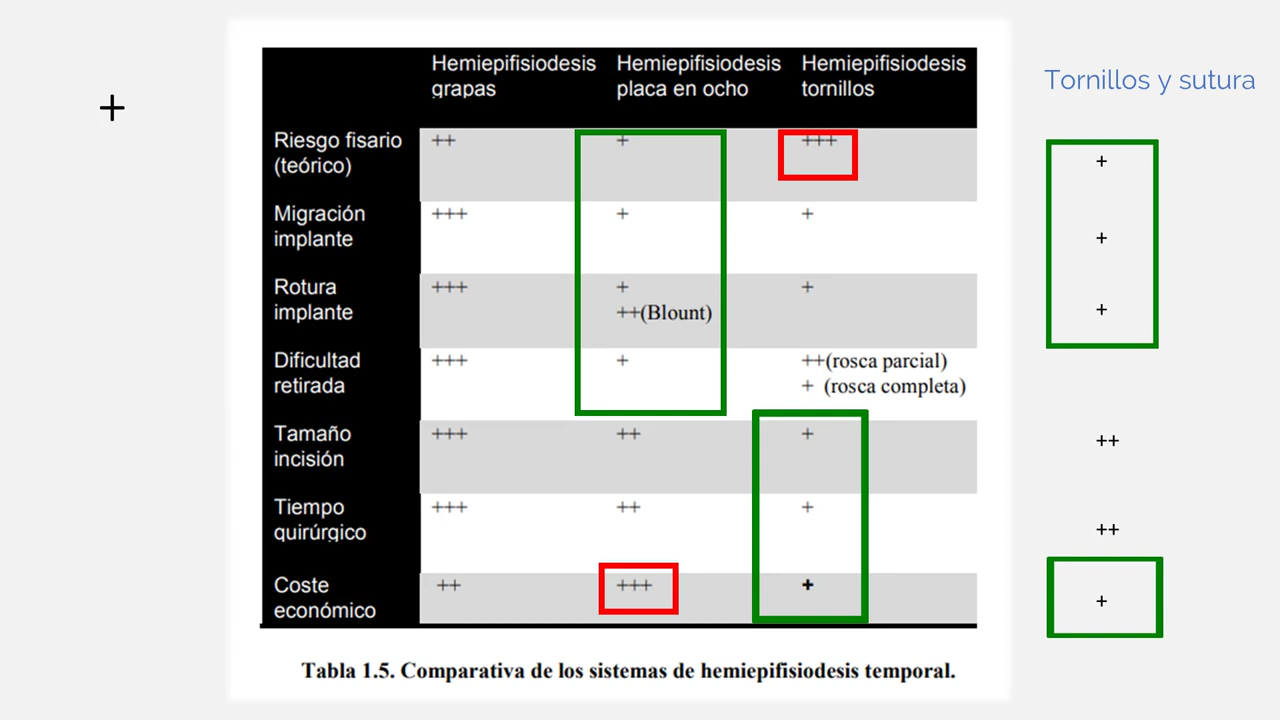 +
Hemiepifisiodesis grapas
Hemiepifisiodesis placa en ocho
Hemiepifisiodesis tornillos
Tornillos y sutura
Riesgo fisario (teórico)
++
+
+++
+
Migración implante
+++
+
+
+
Rotura implante
+++
+
++(Blount)
+
+
Dificultad retirada
+++
+
++(rosca parcial)
+ (rosca completa)
Tamaño incisión
+++
++
+
++
Tiempo quirúrgico
+++
++
+
++
Coste económico
++
+++
+
+
Tabla 1.5. Comparativa de los sistemas de hemiepifisiodesis temporal.